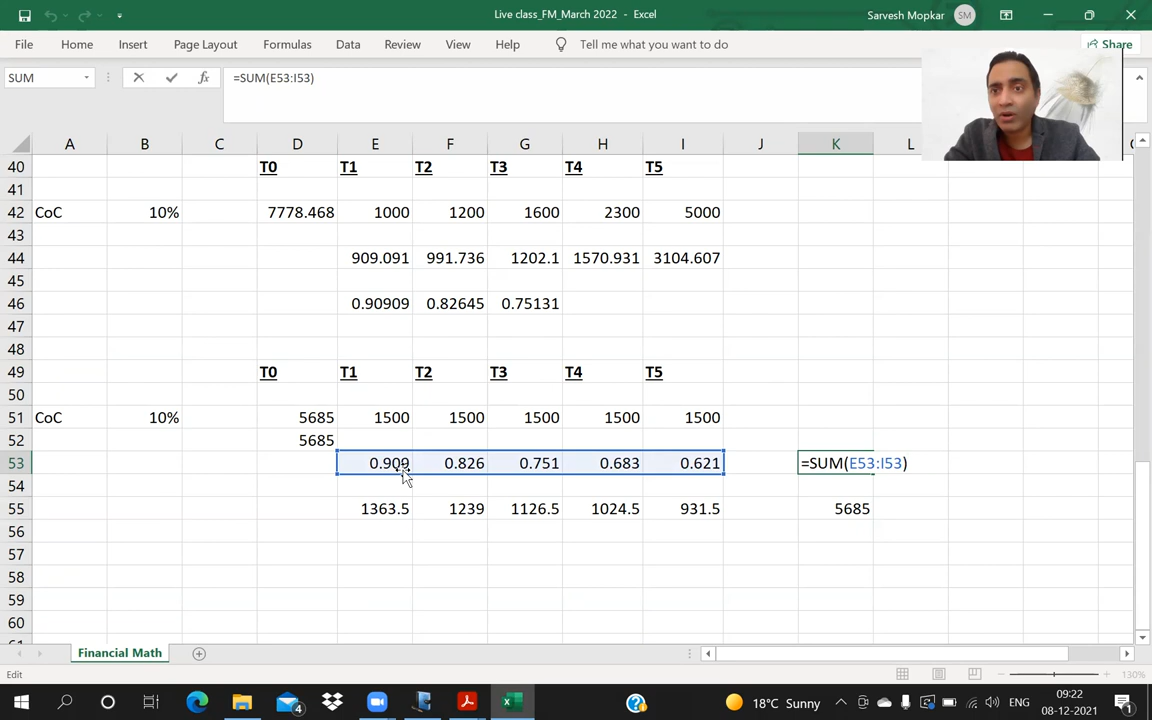 Live class_FM_March 2022 - Excel
Sarvesh Mopkar SM
File Home Insert Page Layout Formulas Data Review View Help Tell me what you want to do Share
SUM fx =SUM(E53:I53)
A B C D E F G H I J K L
40 T0 T1 T2 T3 T4 T5
41
42 CoC 10% 7778.468 1000 1200 1600 2300 5000
43
44 909.091 991.736 1202.1 1570.931 3104.607
45
46 0.90909 0.82645 0.75131
47
48
49 T0 T1 T2 T3 T4 T5
50
51 CoC 10% 5685 1500 1500 1500 1500 1500
52 5685
53 0.909 0.826 0.751 0.683 0.621 =SUM(E53:I53)
54
55 1363.5 1239 1126.5 1024.5 931.5 5685
56
57
58
59
60
Financial Math
Edit 130%
4 18°C Sunny ENG 09:22
08-12-2021 1